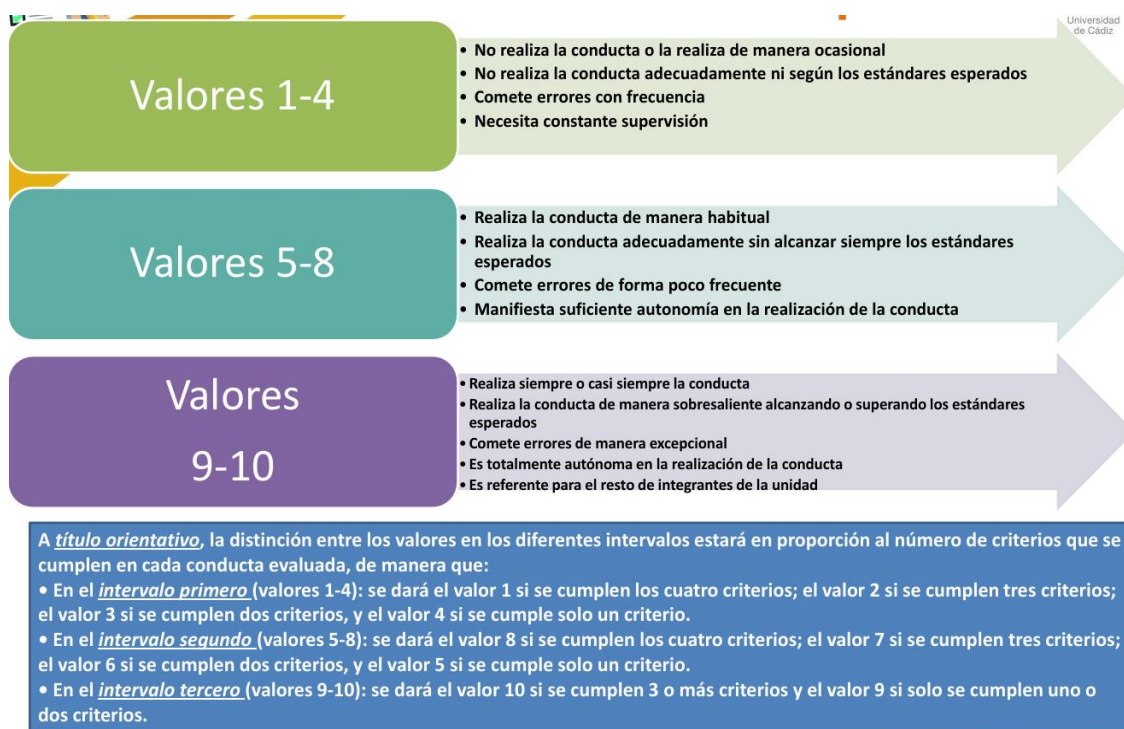 Universidad
de Cádiz
Valores 1-4
• No realiza la conducta o la realiza de manera ocasional
• No realiza la conducta adecuadamente ni según los estándares esperados
• Comete errores con frecuencia
• Necesita constante supervisión
Valores 5-8
• Realiza la conducta de manera habitual
• Realiza la conducta adecuadamente sin alcanzar siempre los estándares
esperados
• Comete errores de forma poco frecuente
• Manifiesta suficiente autonomía en la realización de la conducta
Valores
9-10
• Realiza siempre o casi siempre la conducta
• Realiza la conducta de manera sobresaliente alcanzando o superando los estándares
esperados
• Comete errores de manera excepcional
• Es totalmente autónoma en la realización de la conducta
• Es referente para el resto de integrantes de la unidad
A título orientativo, la distinción entre los valores en los diferentes intervalos estará en proporción al número de criterios que se
cumplen en cada conducta evaluada, de manera que:
• En el intervalo primero (valores 1-4): se dará el valor 1 si se cumplen los cuatro criterios; el valor 2 si se cumplen tres criterios;
el valor 3 si se cumplen dos criterios, y el valor 4 si se cumple solo un criterio.
• En el intervalo segundo (valores 5-8): se dará el valor 8 si se cumplen los cuatro criterios; el valor 7 si se cumplen tres criterios;
el valor 6 si se cumplen dos criterios, y el valor 5 si se cumple solo un criterio.
• En el intervalo tercero (valores 9-10): se dará el valor 10 si se cumplen 3 o más criterios y el valor 9 si solo se cumplen uno o
dos criterios.